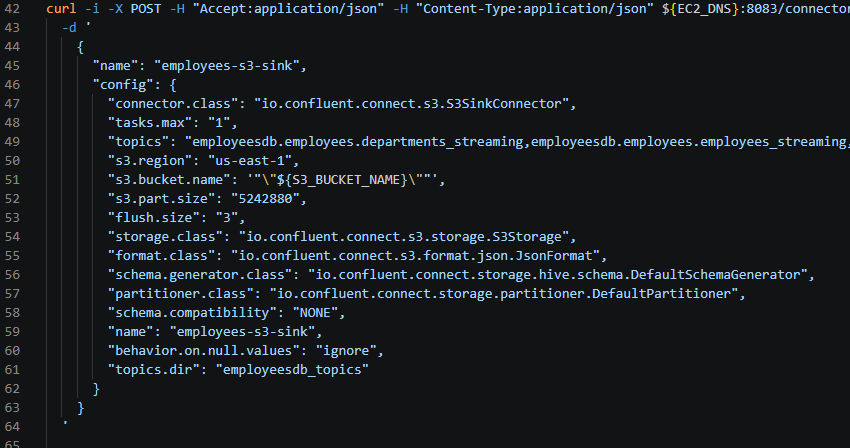 42 curl -i -X POST -H "Accept:application/json" -H "Content-Type:application/json" ${EC2_DNS}:8083/connector
43 -d '
44 {
45 "name": "employees-s3-sink",
46 "config": {
47 "connector.class": "io.confluent.connect.s3.S3SinkConnector",
48 "tasks.max": "1",
49 "topics": "employeesdb.employees.departments_streaming,employeesdb.employees.employees_streaming,
50 "s3.region": "us-east-1",
51 "s3.bucket.name": '"\"${S3_BUCKET_NAME}\""',
52 "s3.part.size": "5242880",
53 "flush.size": "3",
54 "storage.class": "io.confluent.connect.s3.storage.S3Storage",
55 "format.class": "io.confluent.connect.s3.format.json.JsonFormat",
56 "schema.generator.class": "io.confluent.connect.storage.hive.schema.DefaultSchemaGenerator",
57 "partitioner.class": "io.confluent.connect.storage.partitioner.DefaultPartitioner",
58 "schema.compatibility": "NONE",
59 "name": "employees-s3-sink",
60 "behavior.on.null.values": "ignore",
61 "topics.dir": "employeesdb_topics"
62 }
63 }
64 '
65